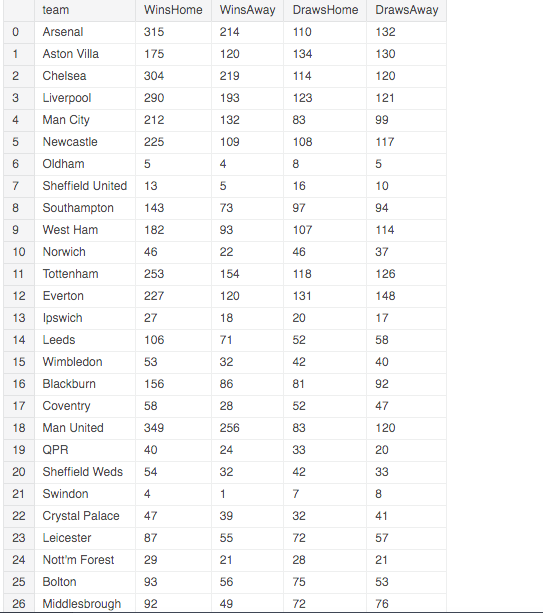 team WinsHome WinsAway DrawsHome DrawsAway
0 Arsenal 315 214 110 132
1 Aston Villa 175 120 134 130
2 Chelsea 304 219 114 120
3 Liverpool 290 193 123 121
4 Man City 212 132 83 99
5 Newcastle 225 109 108 117
6 Oldham 5 4 8 5
7 Sheffield United 13 5 16 10
8 Southampton 143 73 97 94
9 West Ham 182 93 107 114
10 Norwich 46 22 46 37
11 Tottenham 253 154 118 126
12 Everton 227 120 131 148
13 Ipswich 27 18 20 17
14 Leeds 106 71 52 58
15 Wimbledon 53 32 42 40
16 Blackburn 156 86 81 92
17 Coventry 58 28 52 47
18 Man United 349 256 83 120
19 QPR 40 24 33 20
20 Sheffield Weds 54 32 42 33
21 Swindon 4 1 7 8
22 Crystal Palace 47 39 32 41
23 Leicester 87 55 72 57
24 Nott'm Forest 29 21 28 21
25 Bolton 93 56 75 53
26 Middlesbrough 92 49 72 76